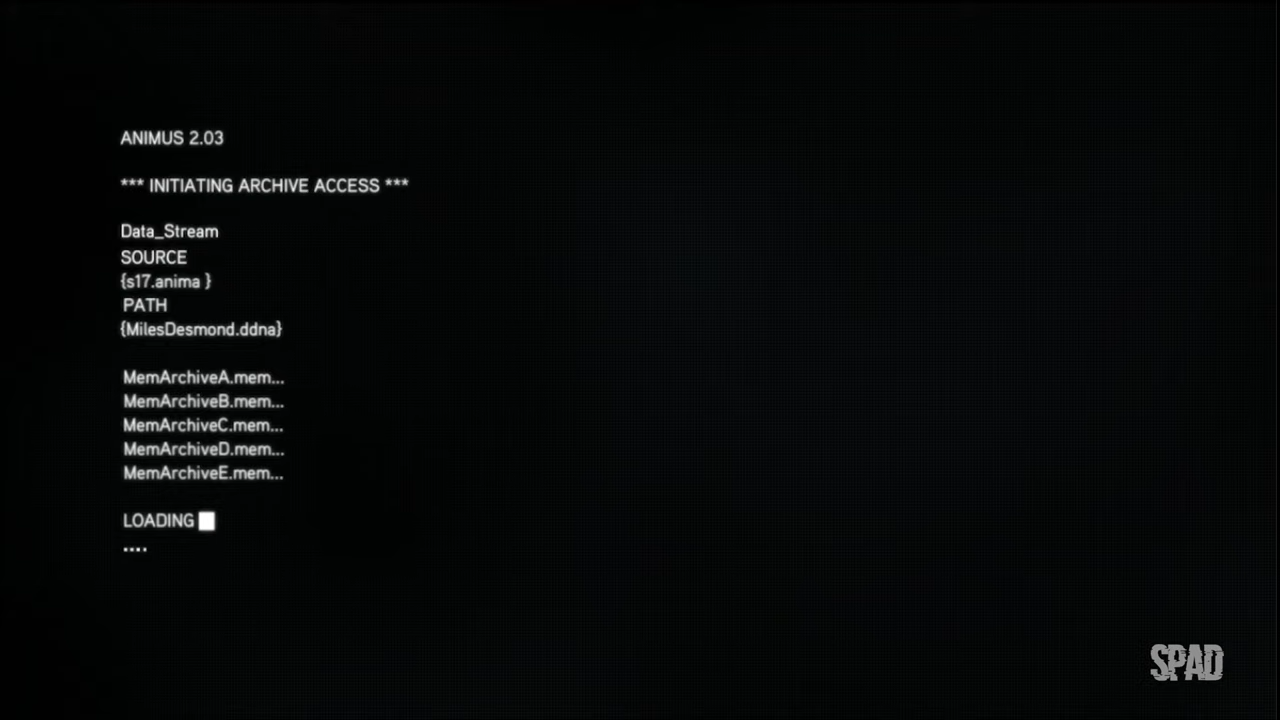 ANIMUS 2.03
*** INITIATING ARCHIVE ACCESS ***
Data_Stream
SOURCE
{s17.anima }
PATH
{MilesDesmond.ddna}
MemArchiveA.mem...
MemArchiveB.mem...
MemArchiveC.mem...
MemArchiveD.mem...
MemArchiveE.mem...
LOADING
....
SPAD